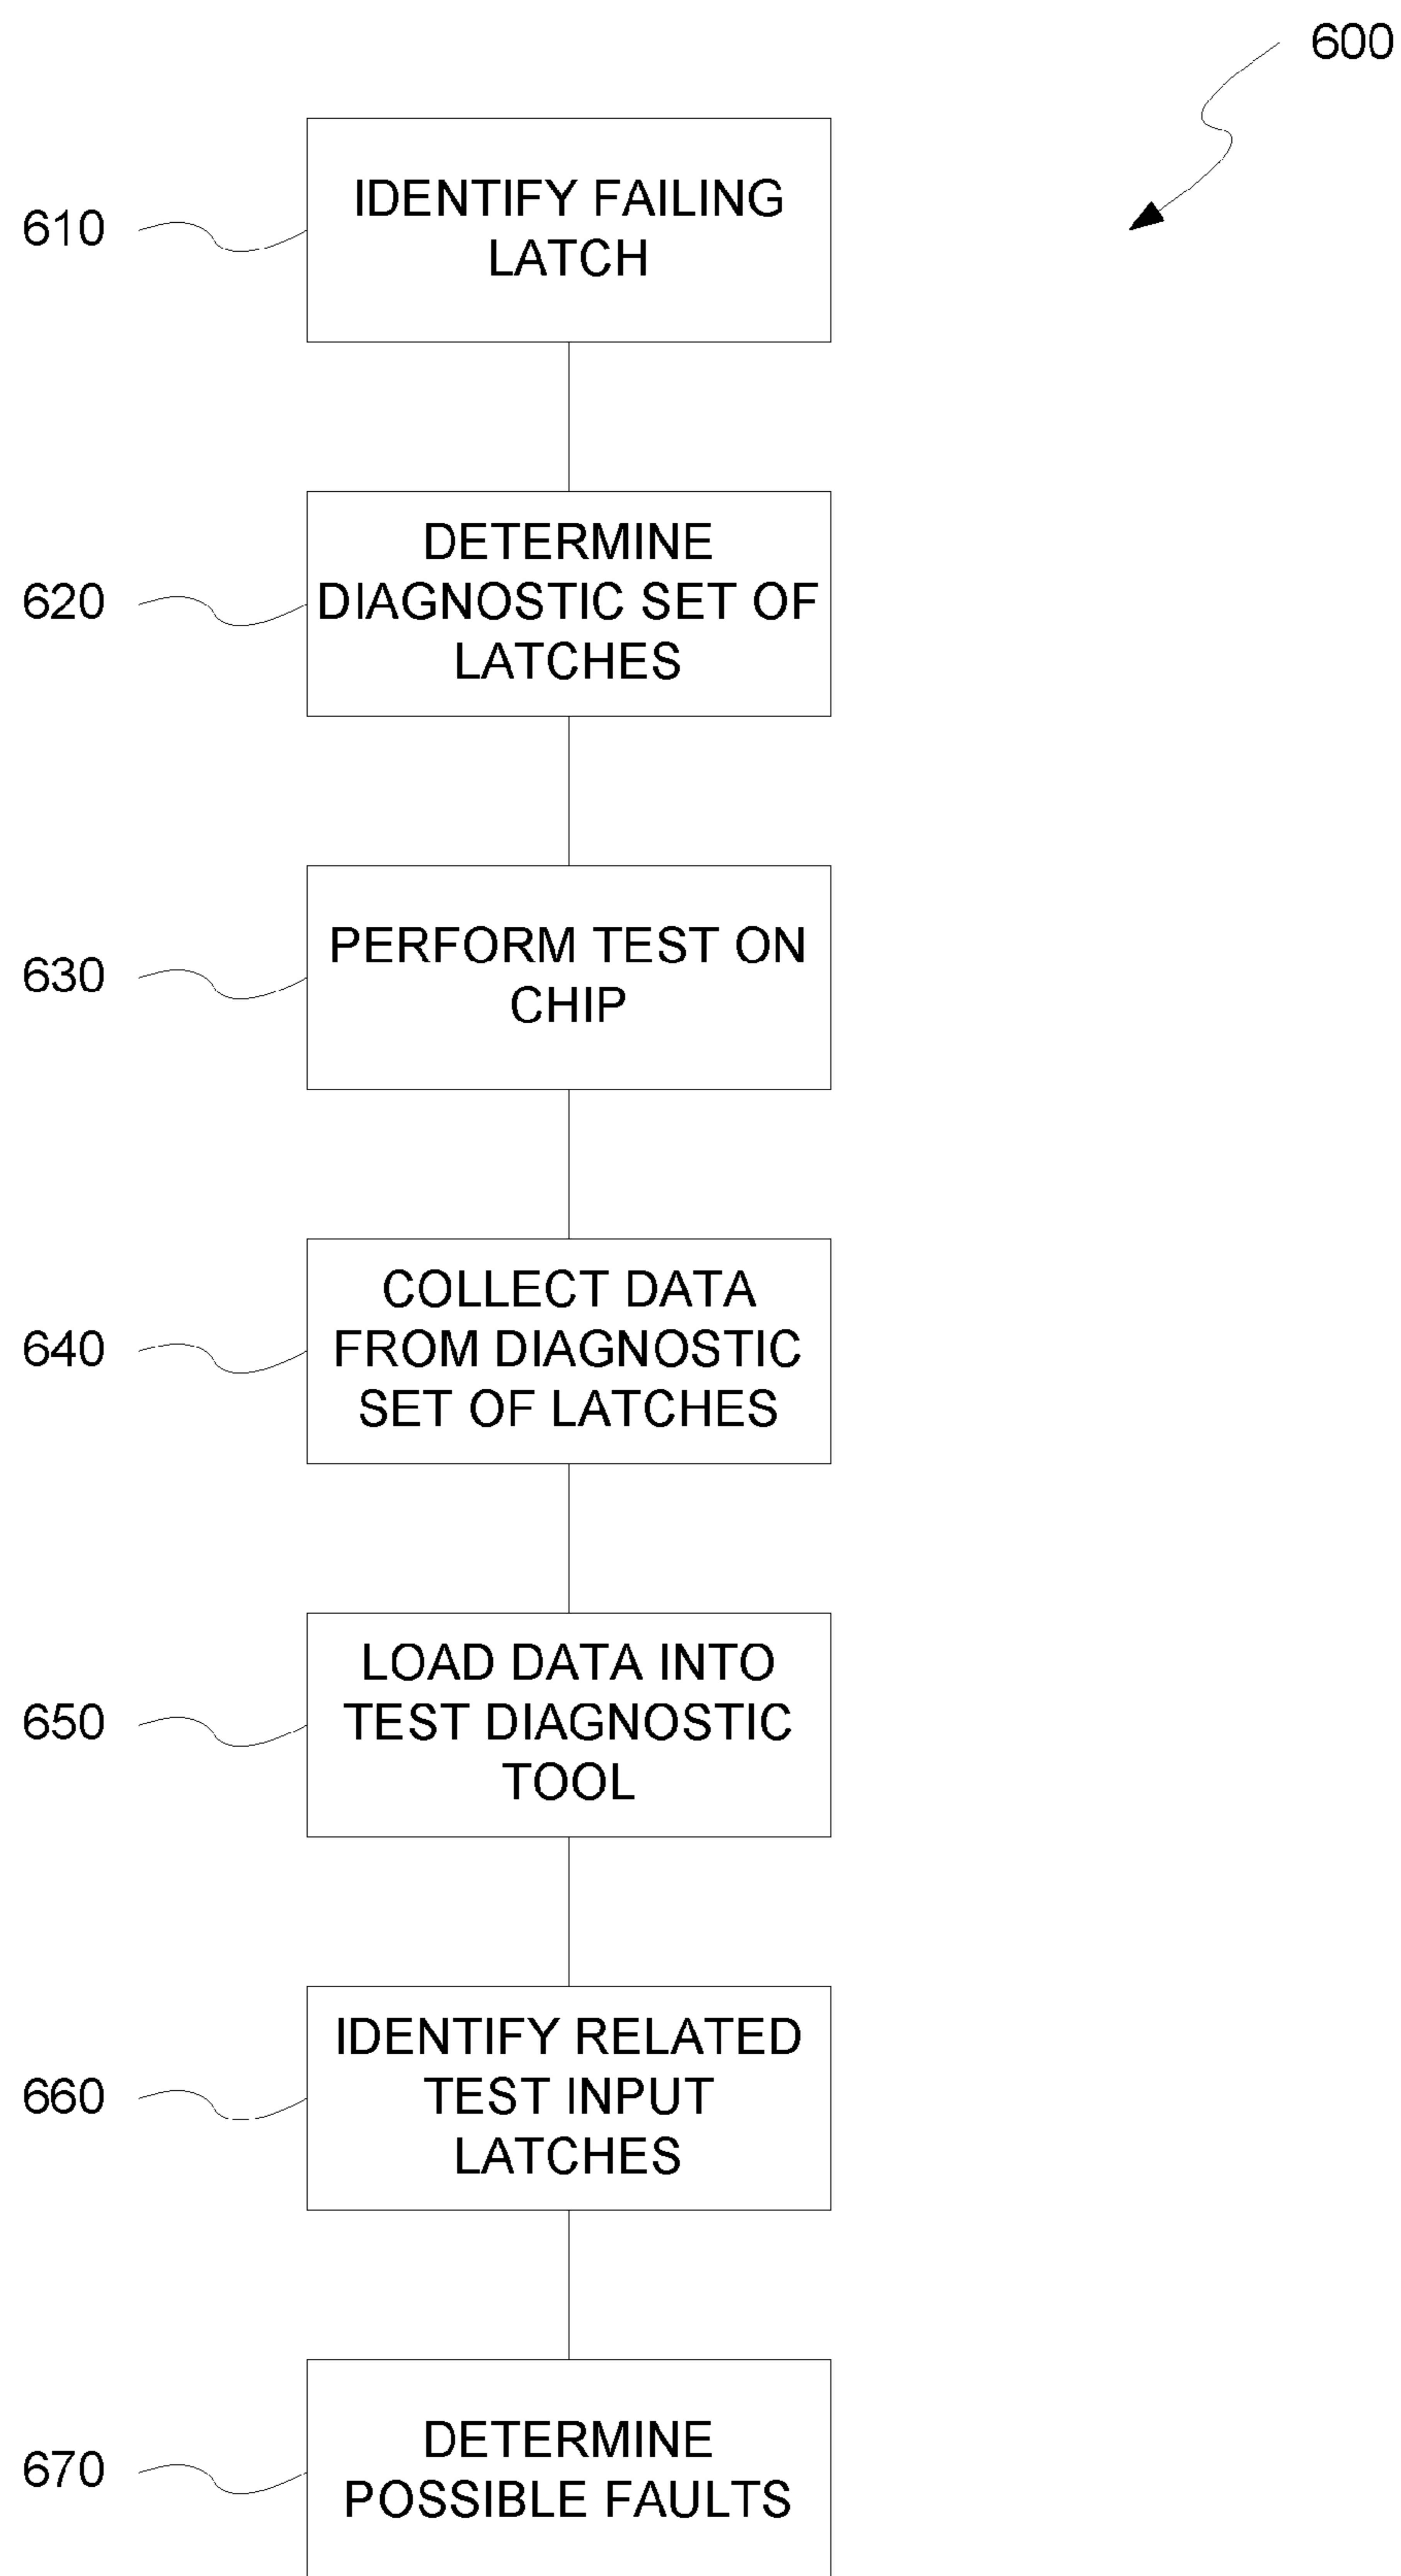 600
610
IDENTIFY FAILING
LATCH
620
DETERMINE
DIAGNOSTIC SET OF
LATCHES
630
PERFORM TEST ON
CHIP
640
COLLECT DATA
FROM DIAGNOSTIC
SET OF LATCHES
650
LOAD DATA INTO
TEST DIAGNOSTIC
TOOL
660
IDENTIFY RELATED
TEST INPUT
LATCHES
670
DETERMINE
POSSIBLE FAULTS